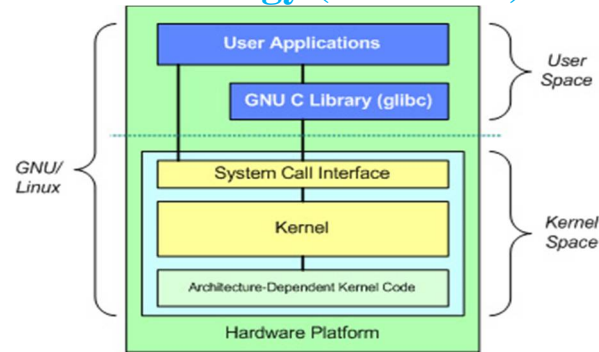 User Applications
User
Space
GNU C Library (glibc)
GNU/
Linux
System Call Interface
Kernel
Kernel
Space
Architecture-Dependent Kernel Code
Hardware Platform